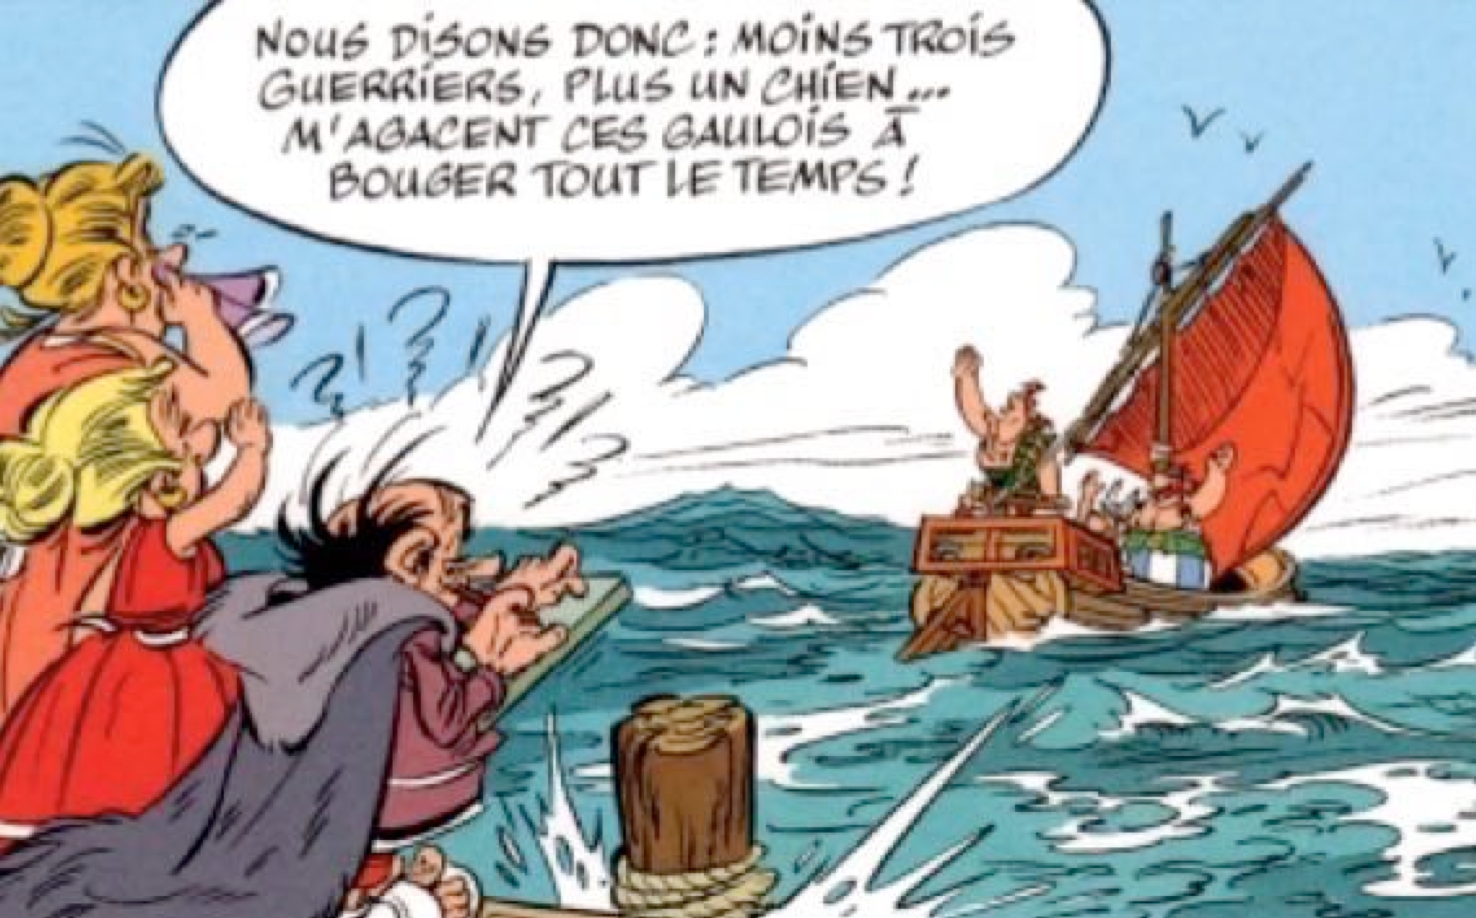 NOUS DISONS DONC : MOINS TROIS
GUERRIERS, PLUS UN CHIEN...
M'AGACENT CES GAULOIS À
BOUGER TOUT LE TEMPS !
? ! ? !